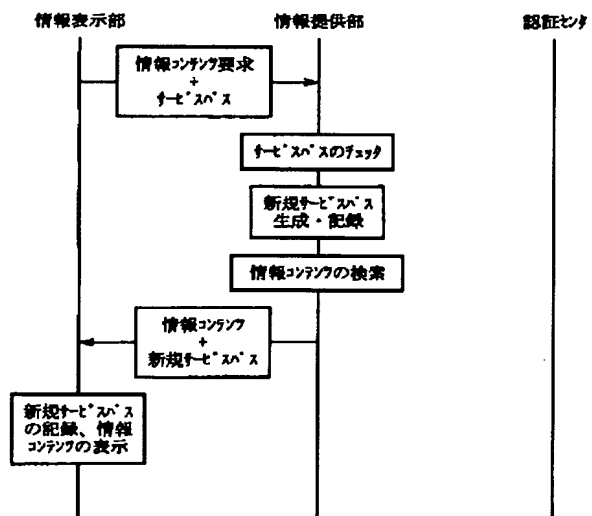 情報表示部
情報提供部
認証ｾﾝﾀ
情報ｺﾝﾃﾝﾂ要求
+
ｻｰﾋﾞｽﾊﾟｽ
ｻｰﾋﾞｽﾊﾟｽのﾁｪｯｸ
新規ｻｰﾋﾞｽﾊﾟｽ
生成・記録
情報ｺﾝﾃﾝﾂの検索
情報ｺﾝﾃﾝﾂ
+
新規ｻｰﾋﾞｽﾊﾟｽ
新規ｻｰﾋﾞｽﾊﾟｽ
の記録、情報
ｺﾝﾃﾝﾂの表示